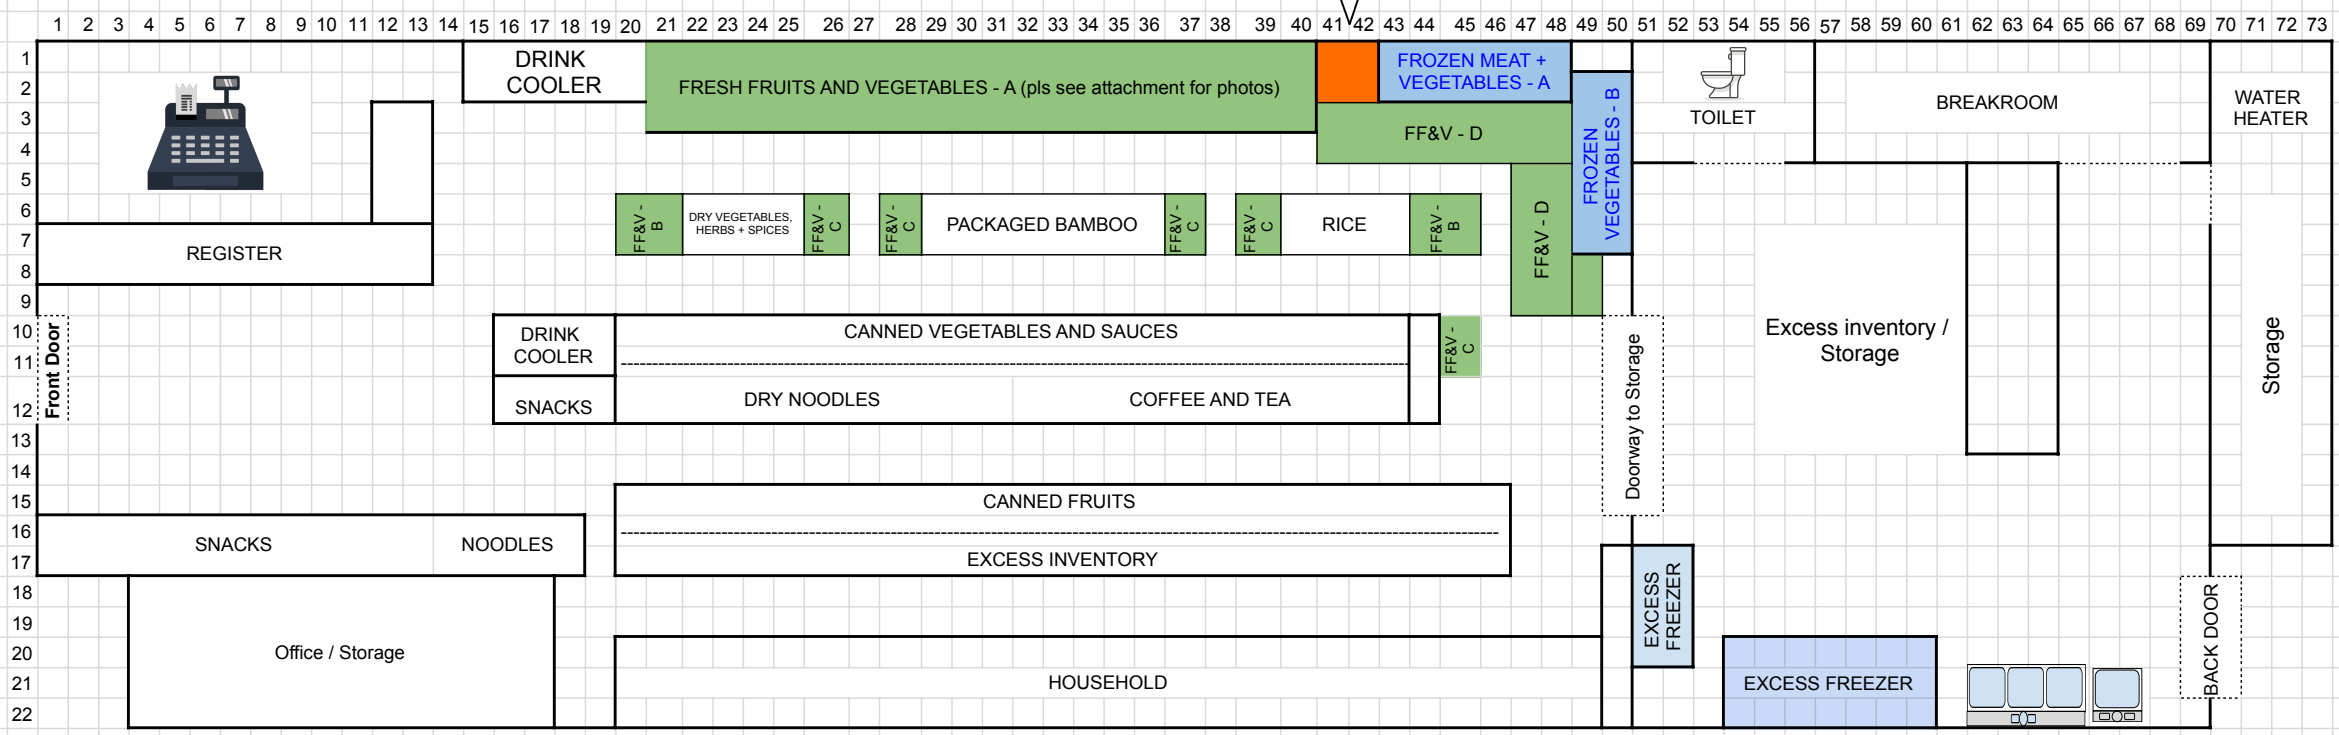 1 2 3 4 5 6 7 8 9 10 11 12 13 14 15 16 17 18 19 20 21 22 23 24 25 26 27 28 29 30 31 32 33 34 35 36 37 38 39 40 41 42 43 44 45 46 47 48 49 50 51 52 53 54 55 56 57 58 59 60 61 62 63 64 65 66 67 68 69 70 71 72 73
1
2
3
4
5
6
7
8
9
10
11
12
13
14
15
16
17
18
19
20
21
22
DRINK
COOLER
FRESH FRUITS AND VEGETABLES - A (pls see attachment for photos)
FROZEN MEAT +
VEGETABLES - A
FROZEN
VEGETABLES - B
TOILET
BREAKROOM
WATER
HEATER
FF&V - D
FF&V - D
REGISTER
FF&V -
B
DRY VEGETABLES,
HERBS + SPICES
FF&V -
C
FF&V -
C
PACKAGED BAMBOO
FF&V -
C
FF&V -
C
RICE
FF&V -
B
Front Door
DRINK
COOLER
CANNED VEGETABLES AND SAUCES
FF&V -
C
SNACKS
DRY NOODLES
COFFEE AND TEA
Doorway to Storage
Excess inventory /
Storage
Storage
CANNED FRUITS
EXCESS INVENTORY
SNACKS
NOODLES
Office / Storage
HOUSEHOLD
EXCESS
FREEZER
EXCESS FREEZER
BACK DOOR